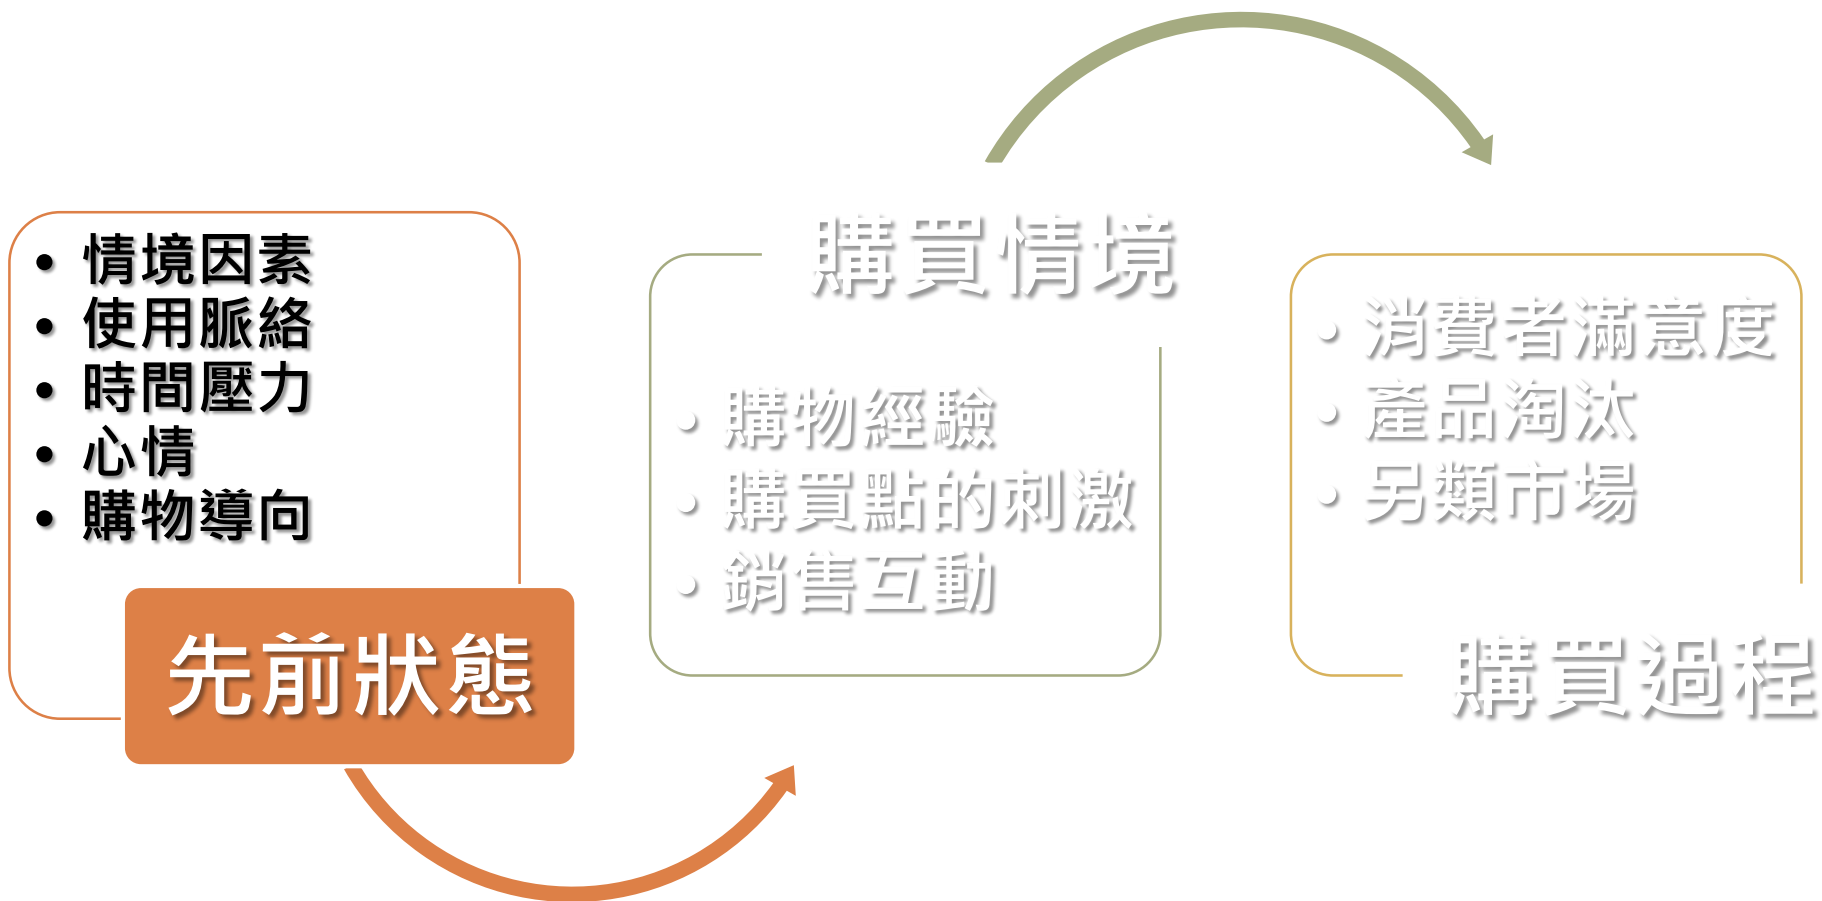 • 情境因素
• 使用脈絡
• 時間壓力
• 心情
• 購物導向
先前狀態
購買情境
• 購物經驗
• 購買點的刺激
• 銷售互動
• 消費者滿意度
• 產品淘汰
• 另類市場
購買過程